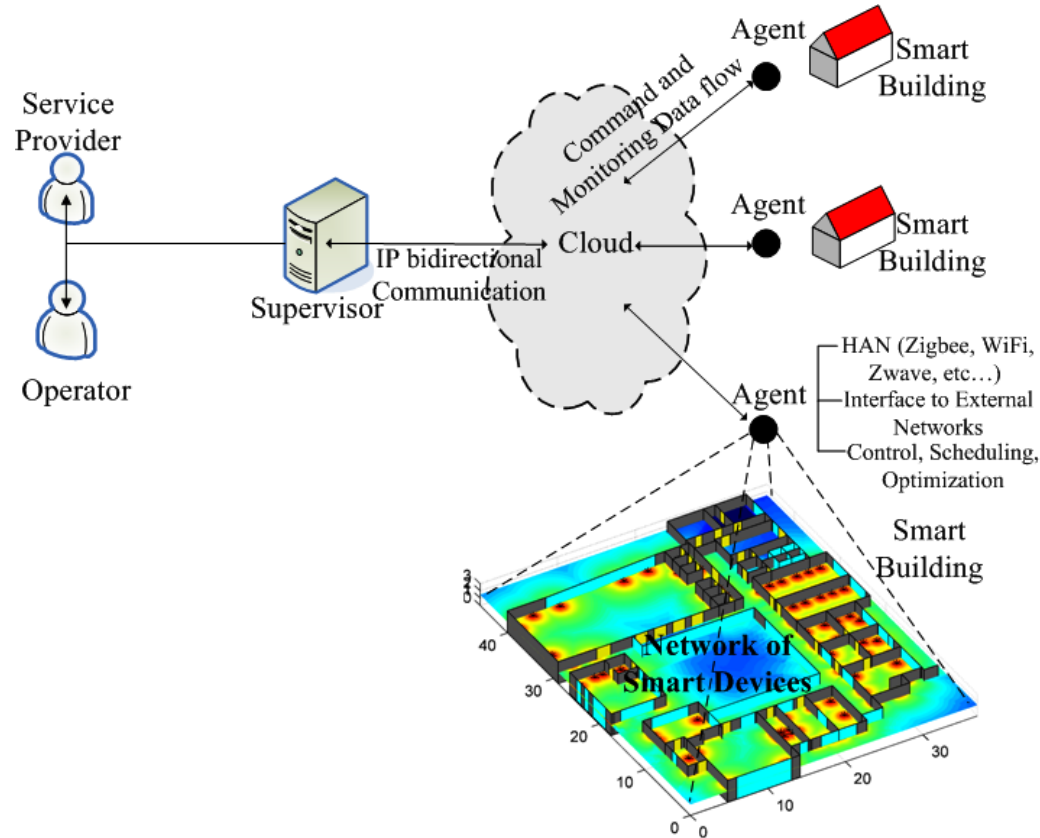 Service
Provider
Operator
Supervisor
IP bidirectional
Communication
Cloud
Command and
Monitoring Data flow
Agent
Smart
Building
Agent
Smart
Building
Agent
HAN (Zigbee, WiFi,
Zwave, etc…)
Interface to External
Networks
Control, Scheduling,
Optimization
Smart
Building
Network of
Smart Devices
3
2
1
0
40
30
20
10
0
0
10
20
30